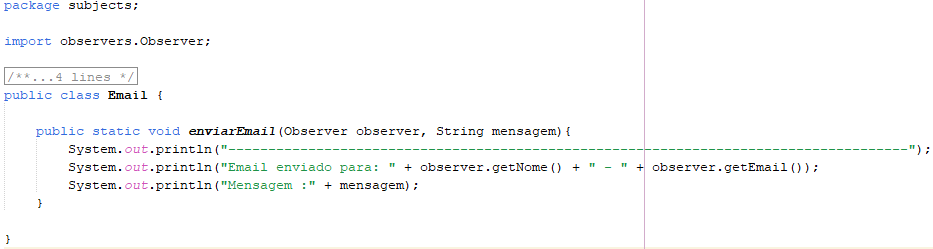 package subjects;
import observers.Observer;
/**...4 lines */
public class Email {
public static void enviarEmail(Observer observer, String mensagem){
System.out.println("-------------------------------------------------------------------------------------");
System.out.println("Email enviado para: " + observer.getNome() + " - " + observer.getEmail());
System.out.println("Mensagem :" + mensagem);
}
}